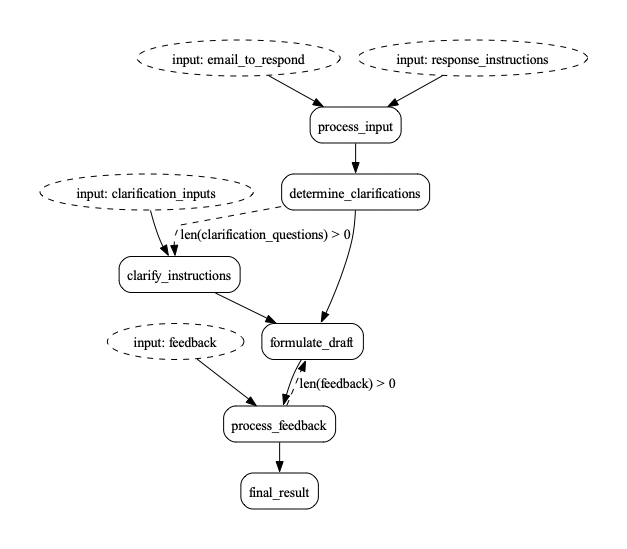 input: email_to_respond
input: response_instructions
process_input
input: clarification_inputs
determine_clarifications
len(clarification_questions) > 0
clarify_instructions
input: feedback
formulate_draft
len(feedback) > 0
process_feedback
final_result